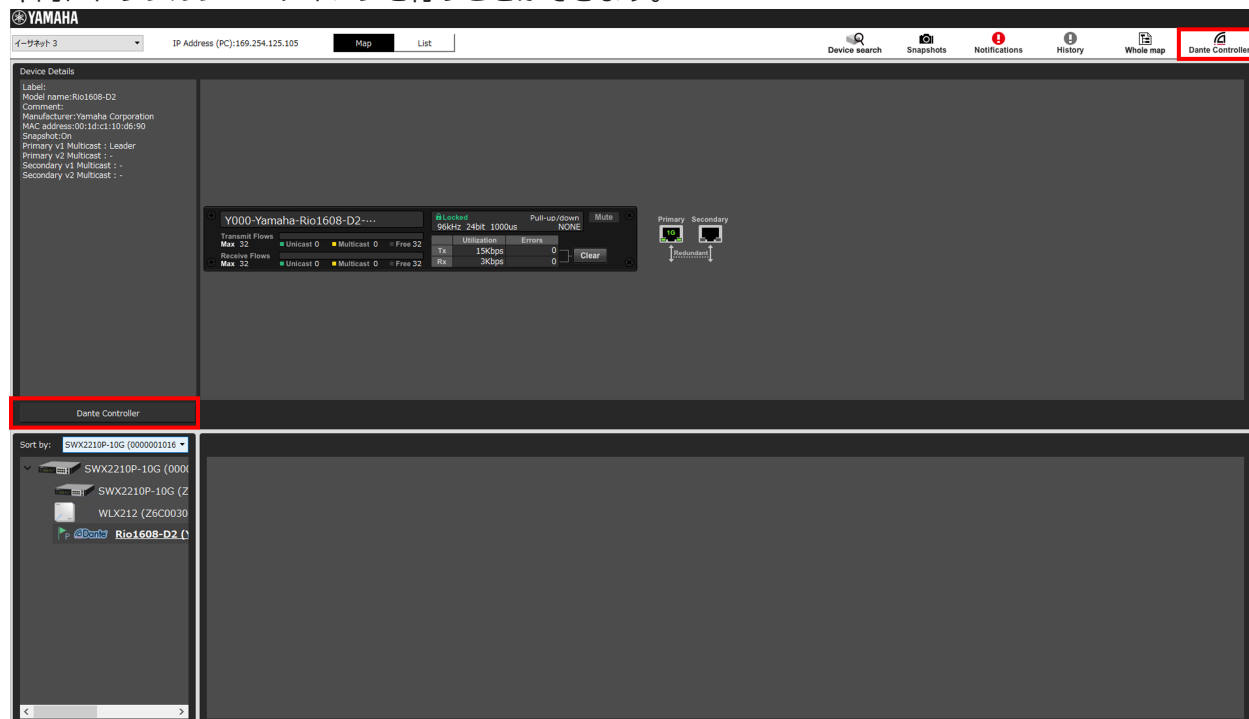 YAMAHA
イーサネット 3
IP Address (PC):169.254.125.105
Map
List
Device search
Snapshots
Notifications
History
Whole map
Dante Controller
Device Details
Label:
Model name:Rio1608-D2
Comment:
Manufacturer:Yamaha Corporation
MAC address:00:1d:c1:10:d6:90
Snapshot:On
Primary v1 Multicast : Leader
Primary v2 Multicast : -
Secondary v1 Multicast : -
Secondary v2 Multicast : -
Y000-Yamaha-Rio1608-D2-···
Transmit Flows
Max 32 Unicast 0 Multicast 0 Free 32
Receive Flows
Max 32 Unicast 0 Multicast 0 Free 32
Locked Pull-up/down Mute
96kHz 24bit 1000us NONE
Utilization Errors
Tx 15Kbps 0
Rx 3Kbps 0
Clear
Primary Secondary
1G
Redundant
Dante Controller
Sort by: SWX2210P-10G (0000001016
SWX2210P-10G (000
SWX2210P-10G (Z
WLX212 (Z6C0030
P Dante Rio1608-D2 (